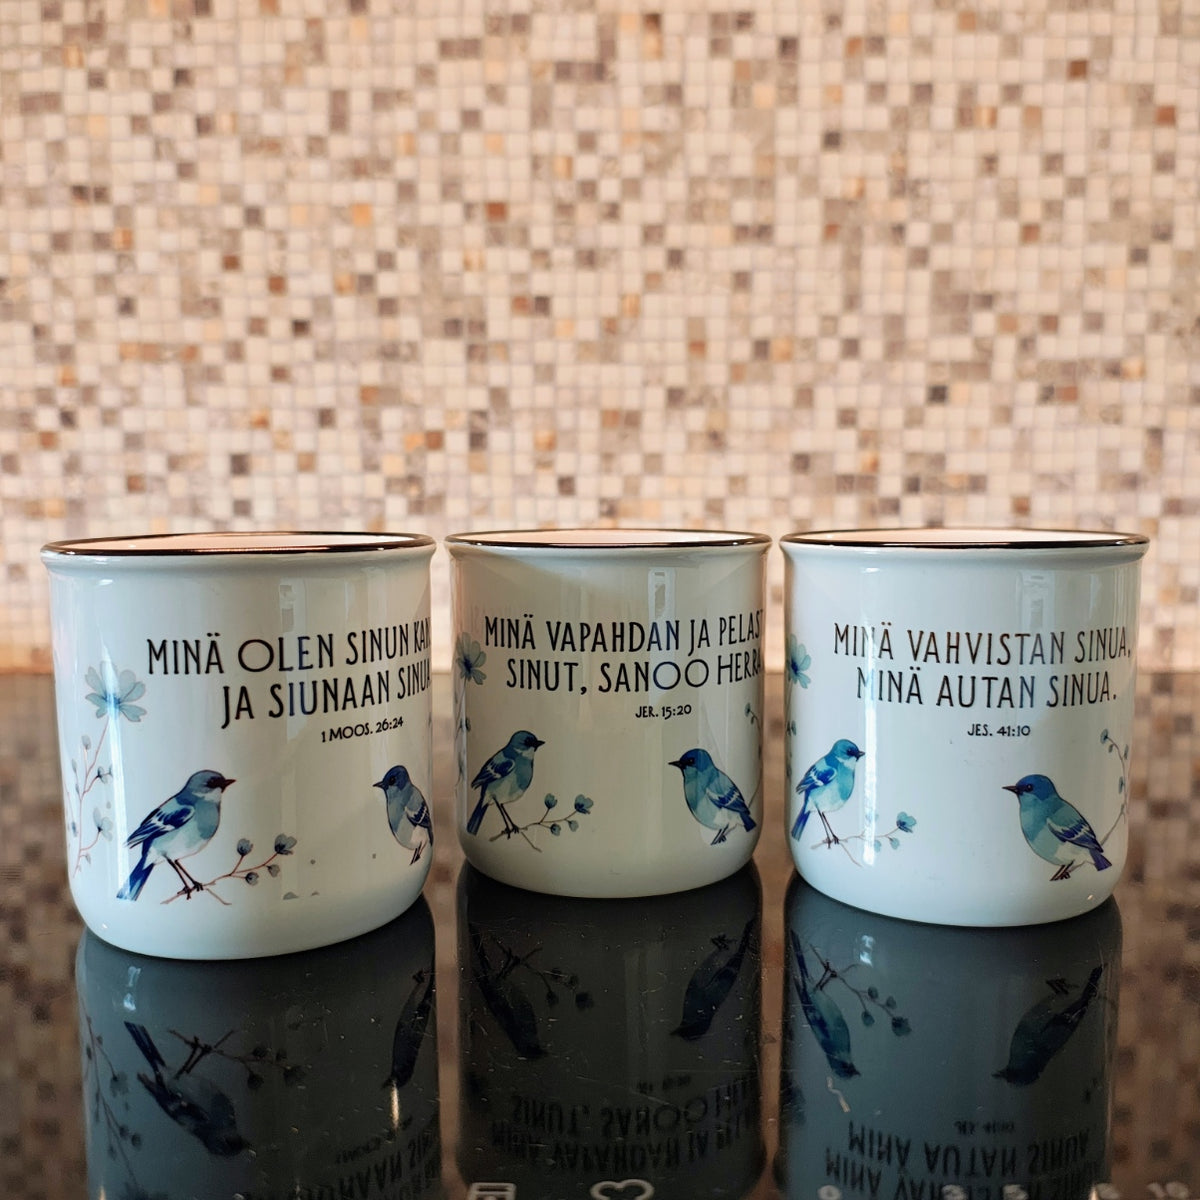 MINÄ OLEN SINUN
JA SIUNAAN SINUA
1 MOOS. 26:24
MINÄ VAPAHDAN JA PELAST
SINUT, SANOO HERRA
JER. 15:20
MINÄ VAHVISTAN SINUA,
MINÄ AUTAN SINUA.
JES. 41:10